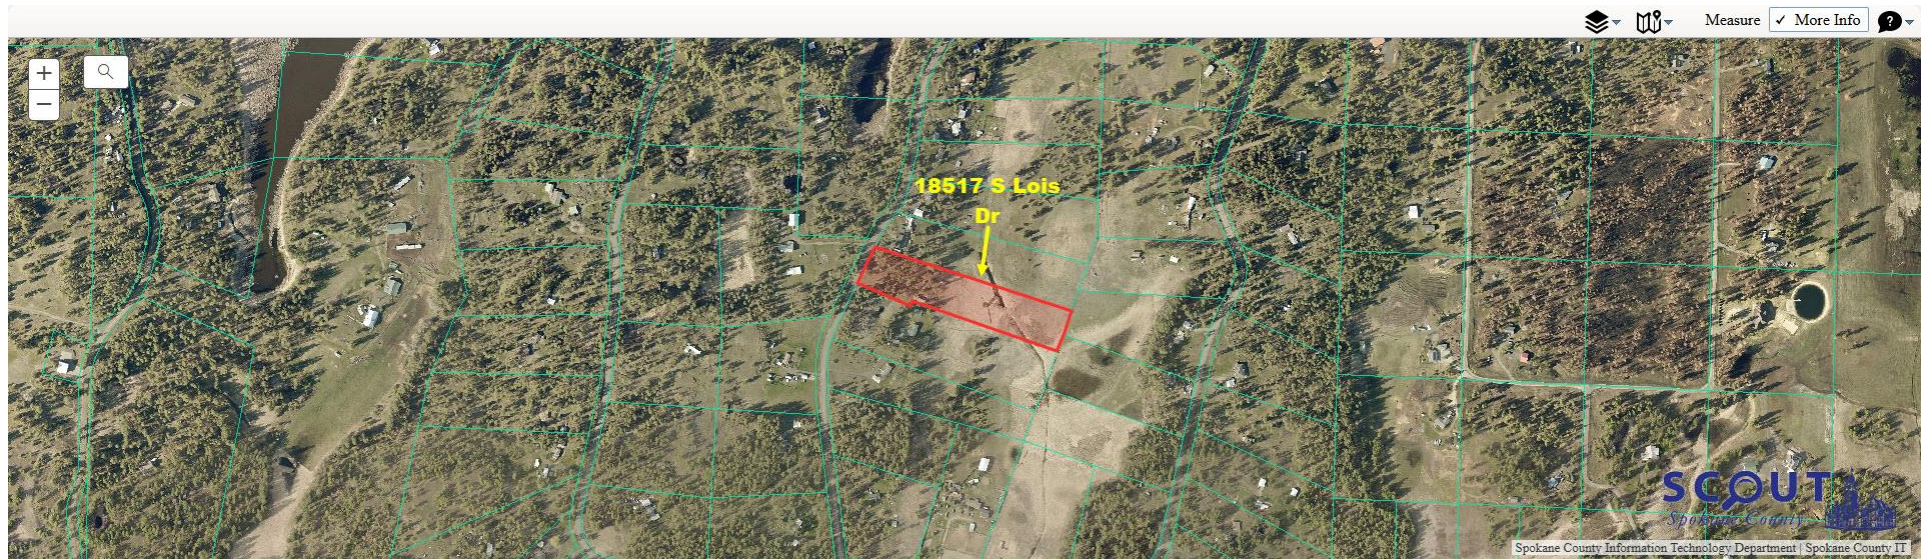 Measure ✓ More Info
+
−
18517 S Lois
Dr
SCOUT
Spokane County
Spokane County Information Technology Department | Spokane County IT